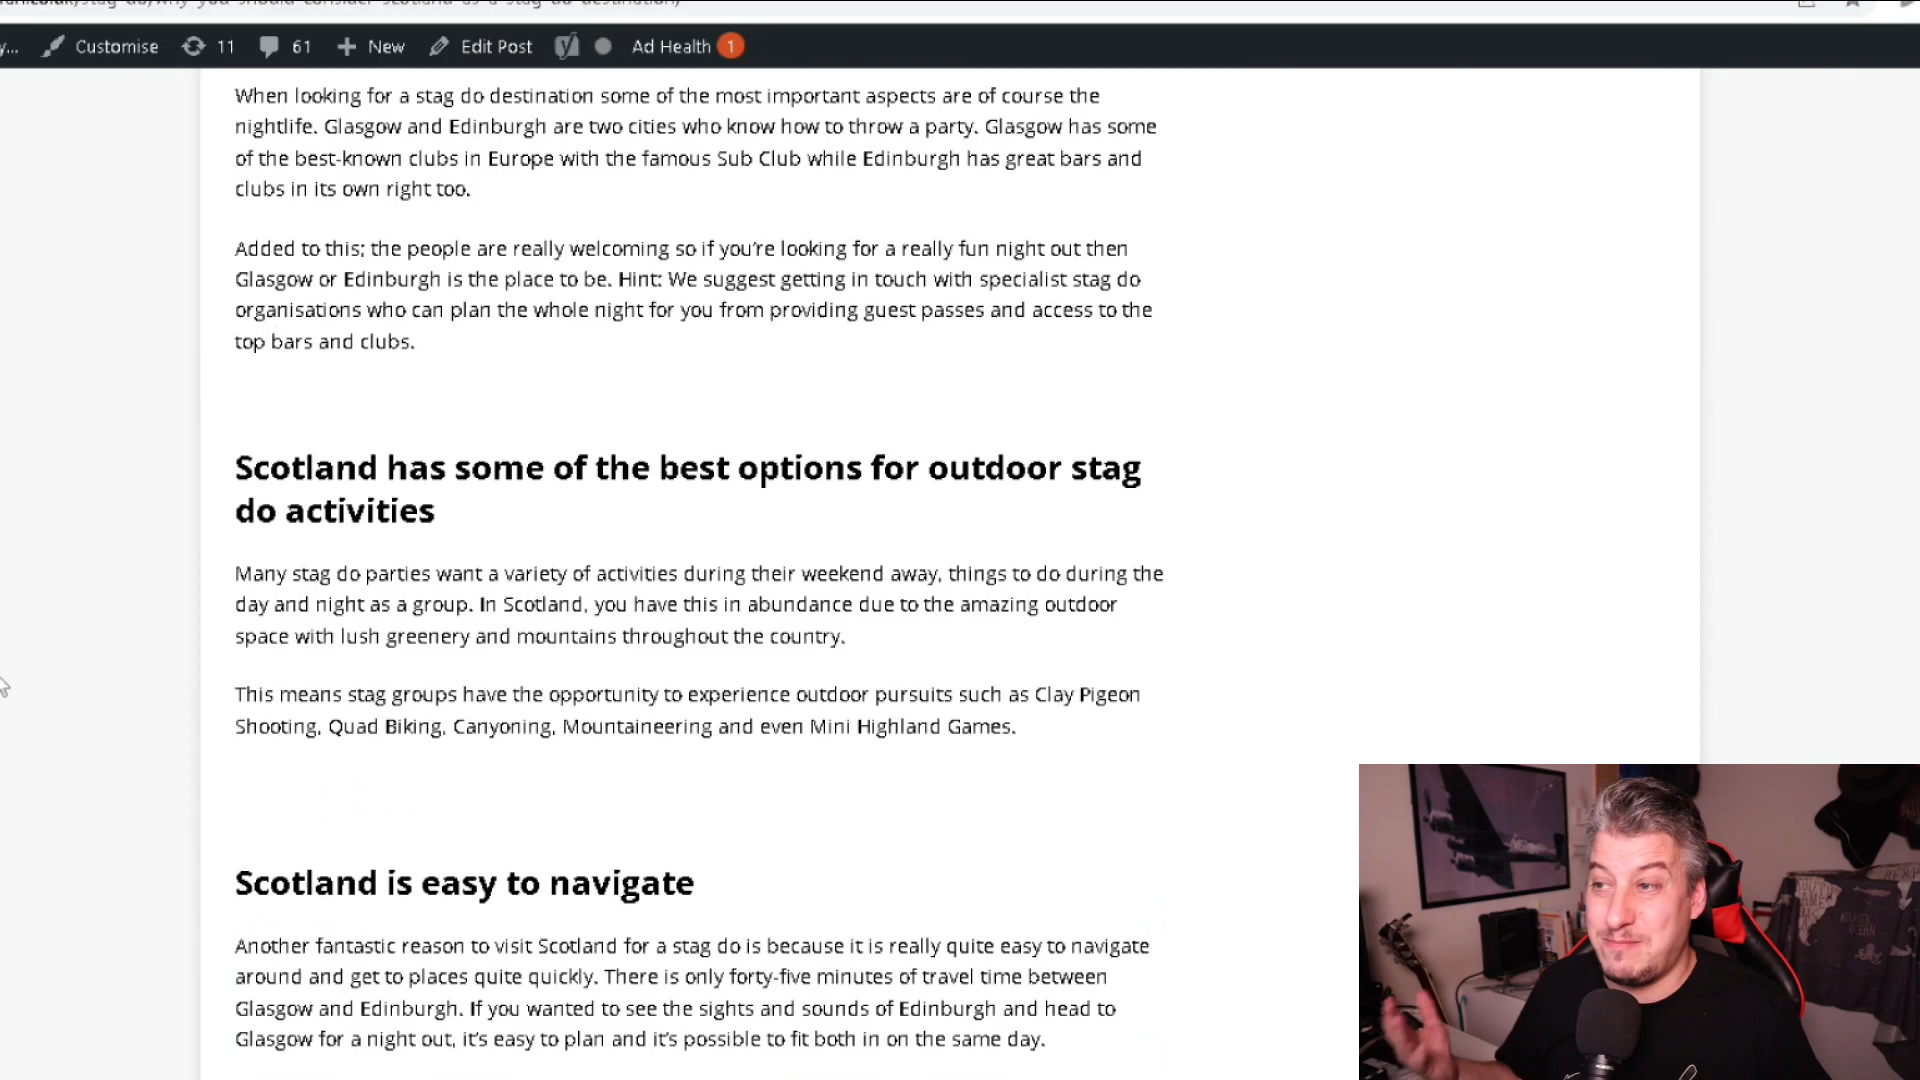 Customise 11 61 New Edit Post Ad Health 1
When looking for a stag do destination some of the most important aspects are of course the
nightlife. Glasgow and Edinburgh are two cities who know how to throw a party. Glasgow has some
of the best-known clubs in Europe with the famous Sub Club while Edinburgh has great bars and
clubs in its own right too.
Added to this; the people are really welcoming so if you're looking for a really fun night out then
Glasgow or Edinburgh is the place to be. Hint: We suggest getting in touch with specialist stag do
organisations who can plan the whole night for you from providing guest passes and access to the
top bars and clubs.
Scotland has some of the best options for outdoor stag
do activities
Many stag do parties want a variety of activities during their weekend away, things to do during the
day and night as a group. In Scotland, you have this in abundance due to the amazing outdoor
space with lush greenery and mountains throughout the country.
This means stag groups have the opportunity to experience outdoor pursuits such as Clay Pigeon
Shooting, Quad Biking, Canyoning, Mountaineering and even Mini Highland Games.
Scotland is easy to navigate
Another fantastic reason to visit Scotland for a stag do is because it is really quite easy to navigate
around and get to places quite quickly. There is only forty-five minutes of travel time between
Glasgow and Edinburgh. If you wanted to see the sights and sounds of Edinburgh and head to
Glasgow for a night out, it's easy to plan and it's possible to fit both in on the same day.